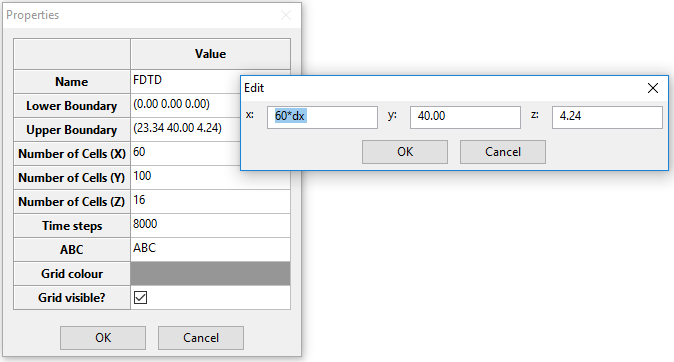 Properties
Value
Name FDTD
Lower Boundary (0.00 0.00 0.00)
Upper Boundary (23.34 40.00 4.24)
Number of Cells (X) 60
Number of Cells (Y) 100
Number of Cells (Z) 16
Time steps 8000
ABC ABC
Grid colour
Grid visible?
OK Cancel
Edit
x: 60*dx y: 40.00 z: 4.24
OK Cancel